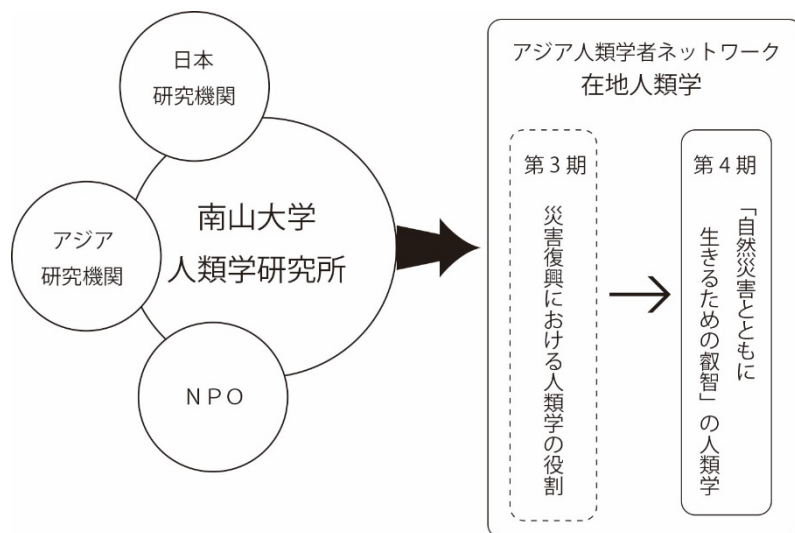 日本
研究機関
アジア
研究機関
南山大学
人類学研究所
ＮＰＯ
アジア人類学者ネットワーク
在地人類学
第３期
災害復興における人類学の役割
第４期
「自然災害とともに
生きるための叡智」の人類学